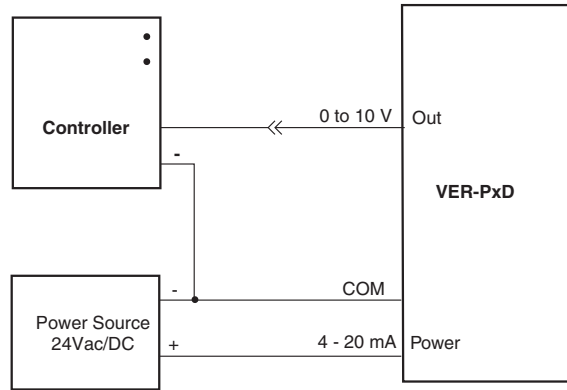 0 to 10 V
Out
Controller
-
VER-PxD
-
COM
Power Source
24Vac/DC
+
4 - 20 mA
Power